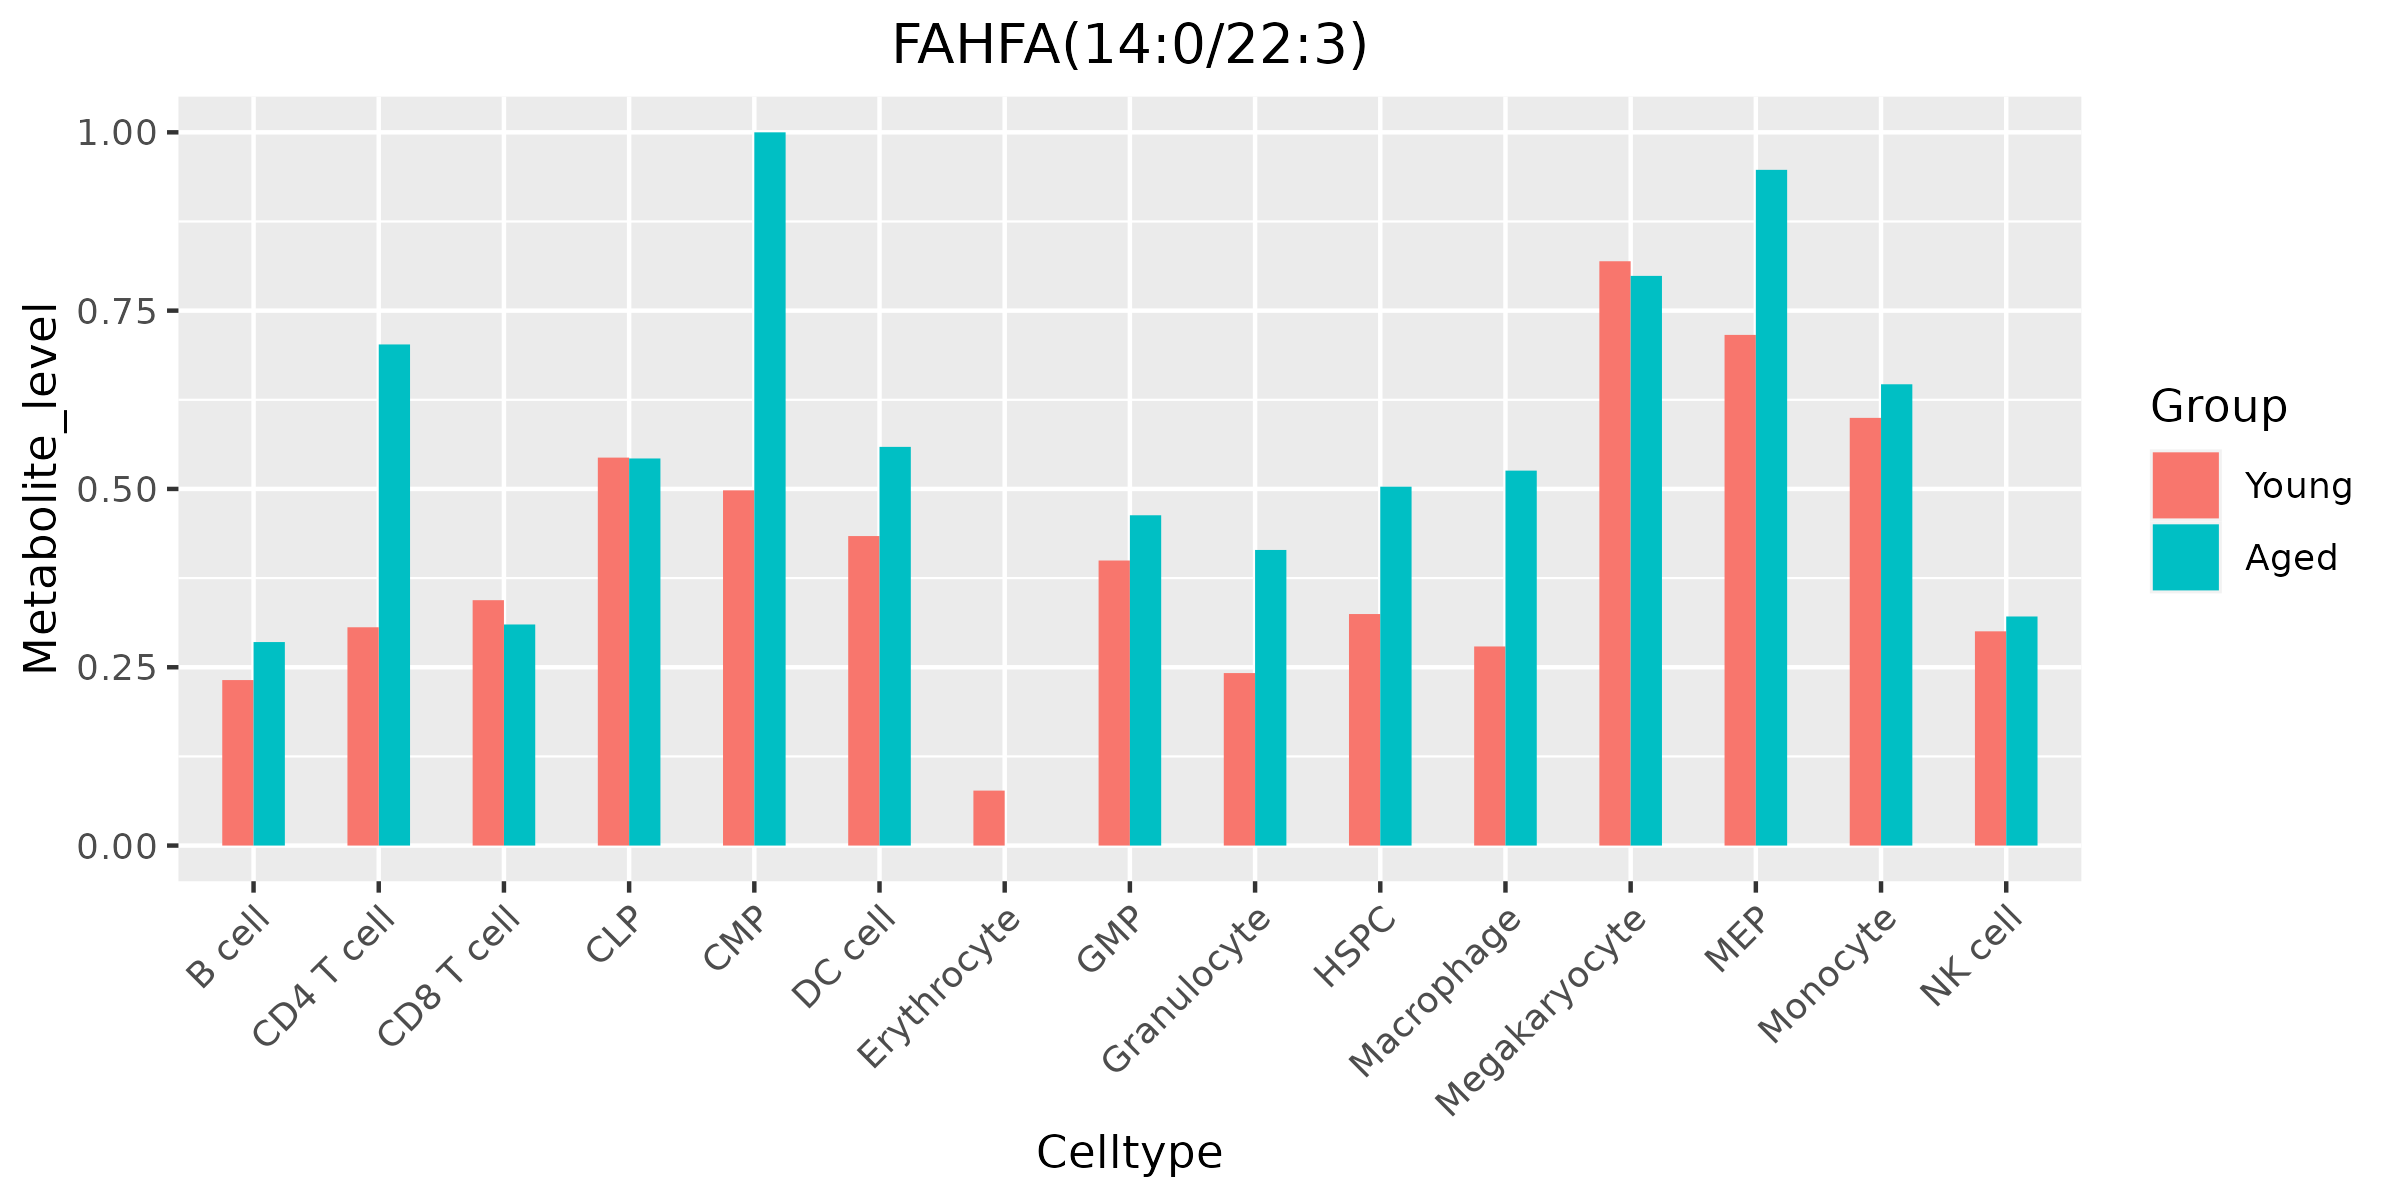 FAHFA(14:0/22:3)
Metabolite_level
1.00
0.75
0.50
0.25
0.00
B cell
CD4 T cell
CD8 T cell
CLP
CMP
DC cell
Erythrocyte
GMP
Granulocyte
HSPC
Macrophage
Megakaryocyte
MEP
Monocyte
NK cell
Celltype
Group
Young
Aged